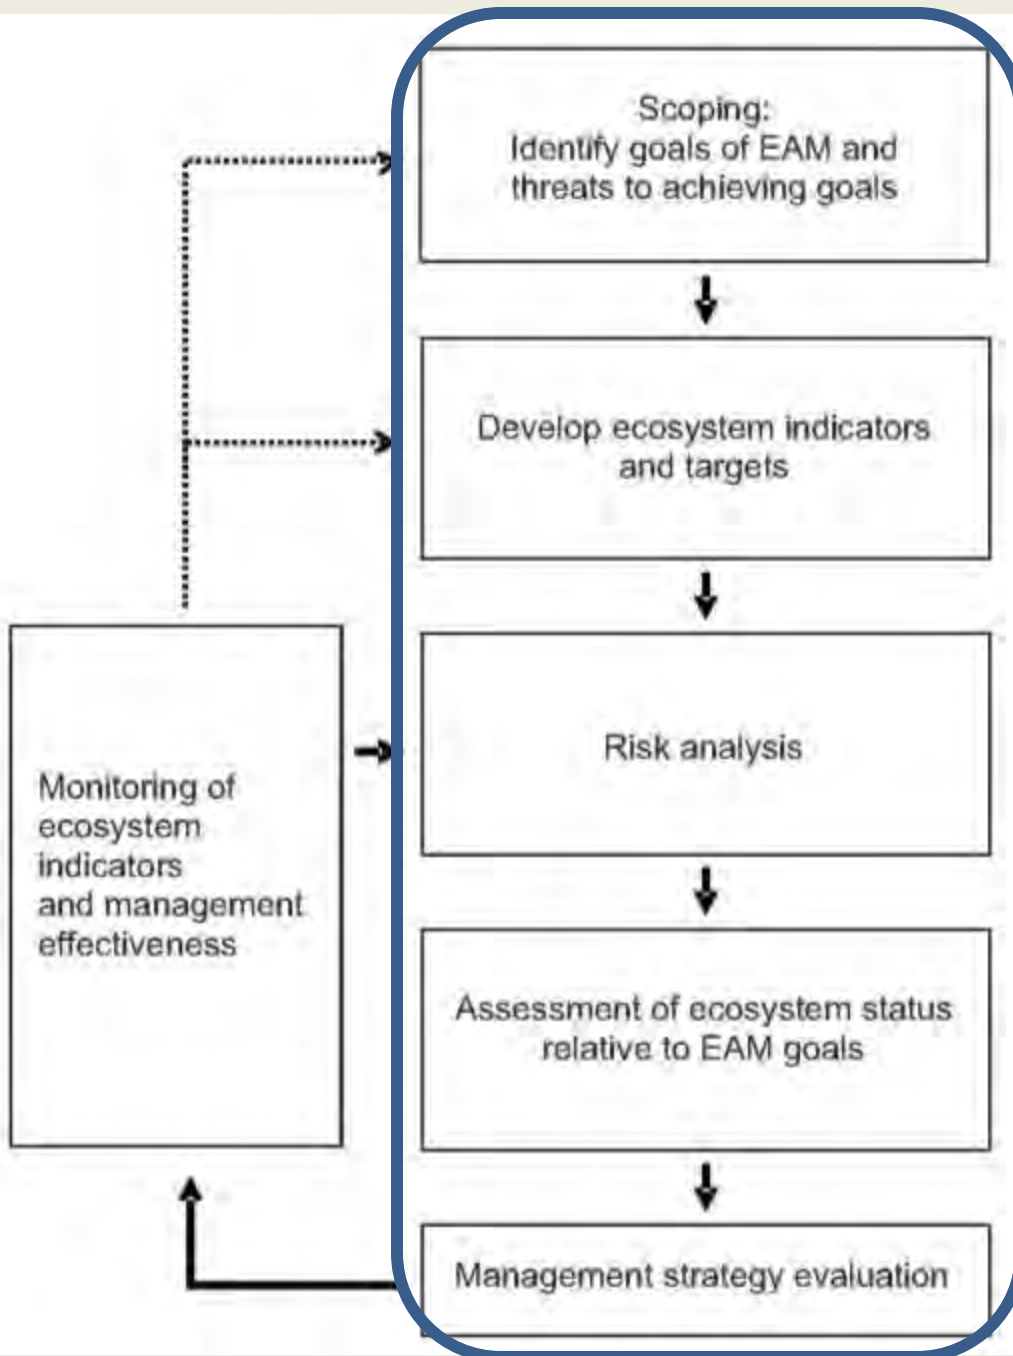 Scoping:
Identify goals of EAM and
threats to achieving goals
Develop ecosystem indicators
and targets
Risk analysis
Monitoring of
ecosystem
indicators
and management
effectiveness
Assessment of ecosystem status
relative to EAM goals
Management strategy evaluation